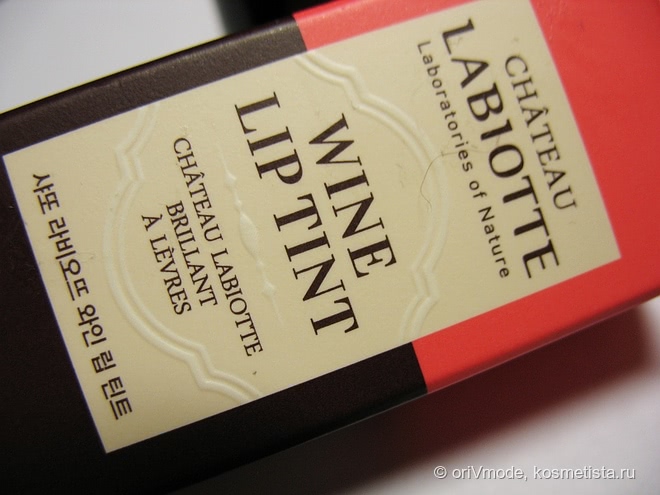 CHÂTEAU
LABIOTTE
Laboratories of Nature
WINE
LIP TINT
CHÂTEAU LABIOTTE
BRILLANT
À LÈVRES
샤또 라비오뜨 와인 립 틴트
© oriVmode, kosmetista.ru